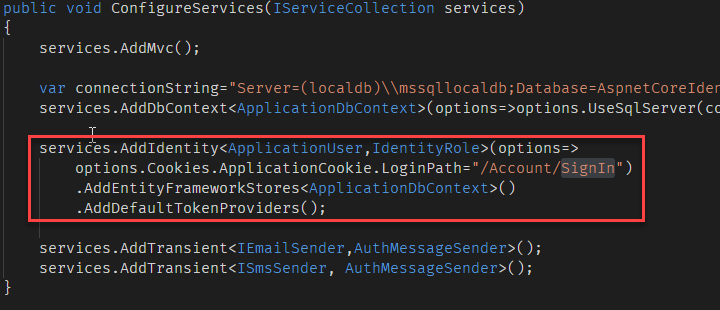 public void ConfigureServices(IServiceCollection services)
{
services.AddMvc();
var connectionString="Server=(localdb)\\mssqllocaldb;Database=AspnetCoreIden
services.AddDbContext<ApplicationDbContext>(options=>options.UseSqlServer(co
services.AddIdentity<ApplicationUser,IdentityRole>(options=>
options.Cookies.ApplicationCookie.LoginPath="/Account/SignIn")
.AddEntityFrameworkStores<ApplicationDbContext>()
.AddDefaultTokenProviders();
services.AddTransient<IEmailSender,AuthMessageSender>();
services.AddTransient<ISmsSender, AuthMessageSender>();
}